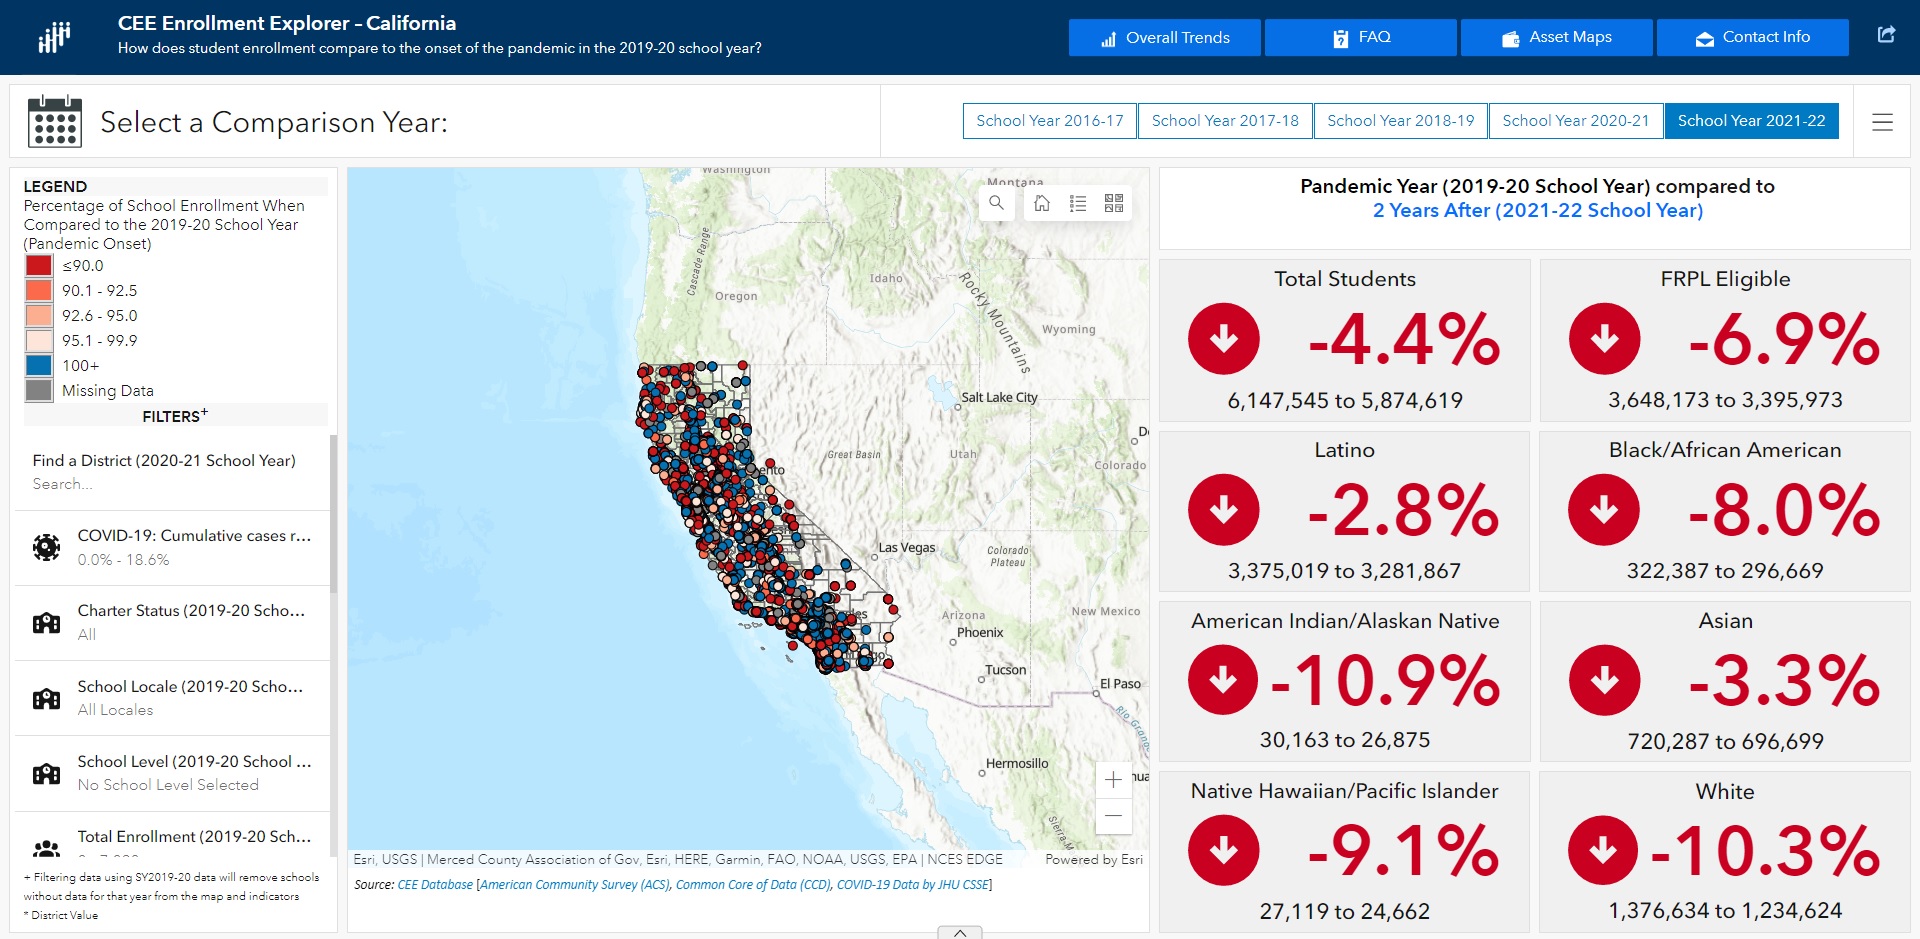 CEE Enrollment Explorer – California
How does student enrollment compare to the onset of the pandemic in the 2019-20 school year?
Overall Trends
FAQ
Asset Maps
Contact Info
Select a Comparison Year:
School Year 2016-17
School Year 2017-18
School Year 2018-19
School Year 2020-21
School Year 2021-22
LEGEND
Percentage of School Enrollment When
Compared to the 2019-20 School Year
(Pandemic Onset)
≤90.0
90.1 - 92.5
92.6 - 95.0
95.1 - 99.9
100+
Missing Data
FILTERS+
Find a District (2020-21 School Year)
Search...
COVID-19: Cumulative cases r...
0.0% - 18.6%
Charter Status (2019-20 Scho...
All
School Locale (2019-20 Scho...
All Locales
School Level (2019-20 School ...
No School Level Selected
Total Enrollment (2019-20 Sch...
+ Filtering data using SY2019-20 data will remove schools
without data for that year from the map and indicators
* District Value
Washington
Montana
Cascade Range
Oregon
Idaho
Rocky Mountains
Wyoming
Salt Lake City
Great Basin
Utah
Colorado
Las Vegas
Colorado
Plateau
Arizona
New Mexico
Phoenix
Tucson
El Paso
Hermosillo
Esri, USGS | Merced County Association of Gov, Esri, HERE, Garmin, FAO, NOAA, USGS, EPA | NCES EDGE
Powered by Esri
Source: CEE Database [American Community Survey (ACS), Common Core of Data (CCD), COVID-19 Data by JHU CSSE]
Pandemic Year (2019-20 School Year) compared to
2 Years After (2021-22 School Year)
Total Students
-4.4%
6,147,545 to 5,874,619
FRPL Eligible
-6.9%
3,648,173 to 3,395,973
Latino
-2.8%
3,375,019 to 3,281,867
Black/African American
-8.0%
322,387 to 296,669
American Indian/Alaskan Native
-10.9%
30,163 to 26,875
Asian
-3.3%
720,287 to 696,699
Native Hawaiian/Pacific Islander
-9.1%
27,119 to 24,662
White
-10.3%
1,376,634 to 1,234,624